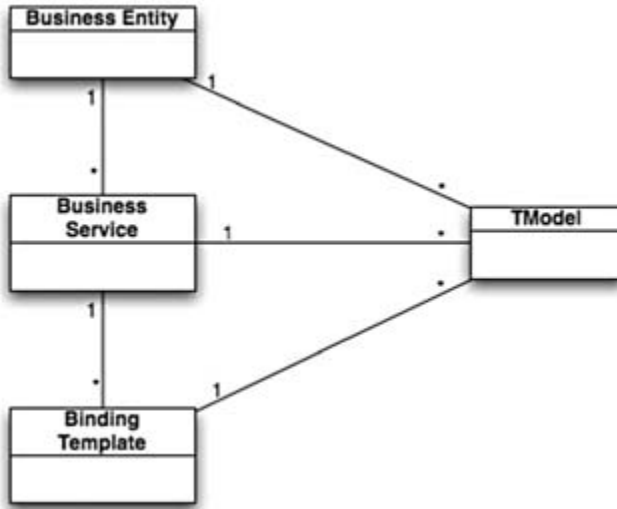 Business Entity
1
1
*
*
Business
Service
1
*
TModel
1
*
*
1
Binding
Template